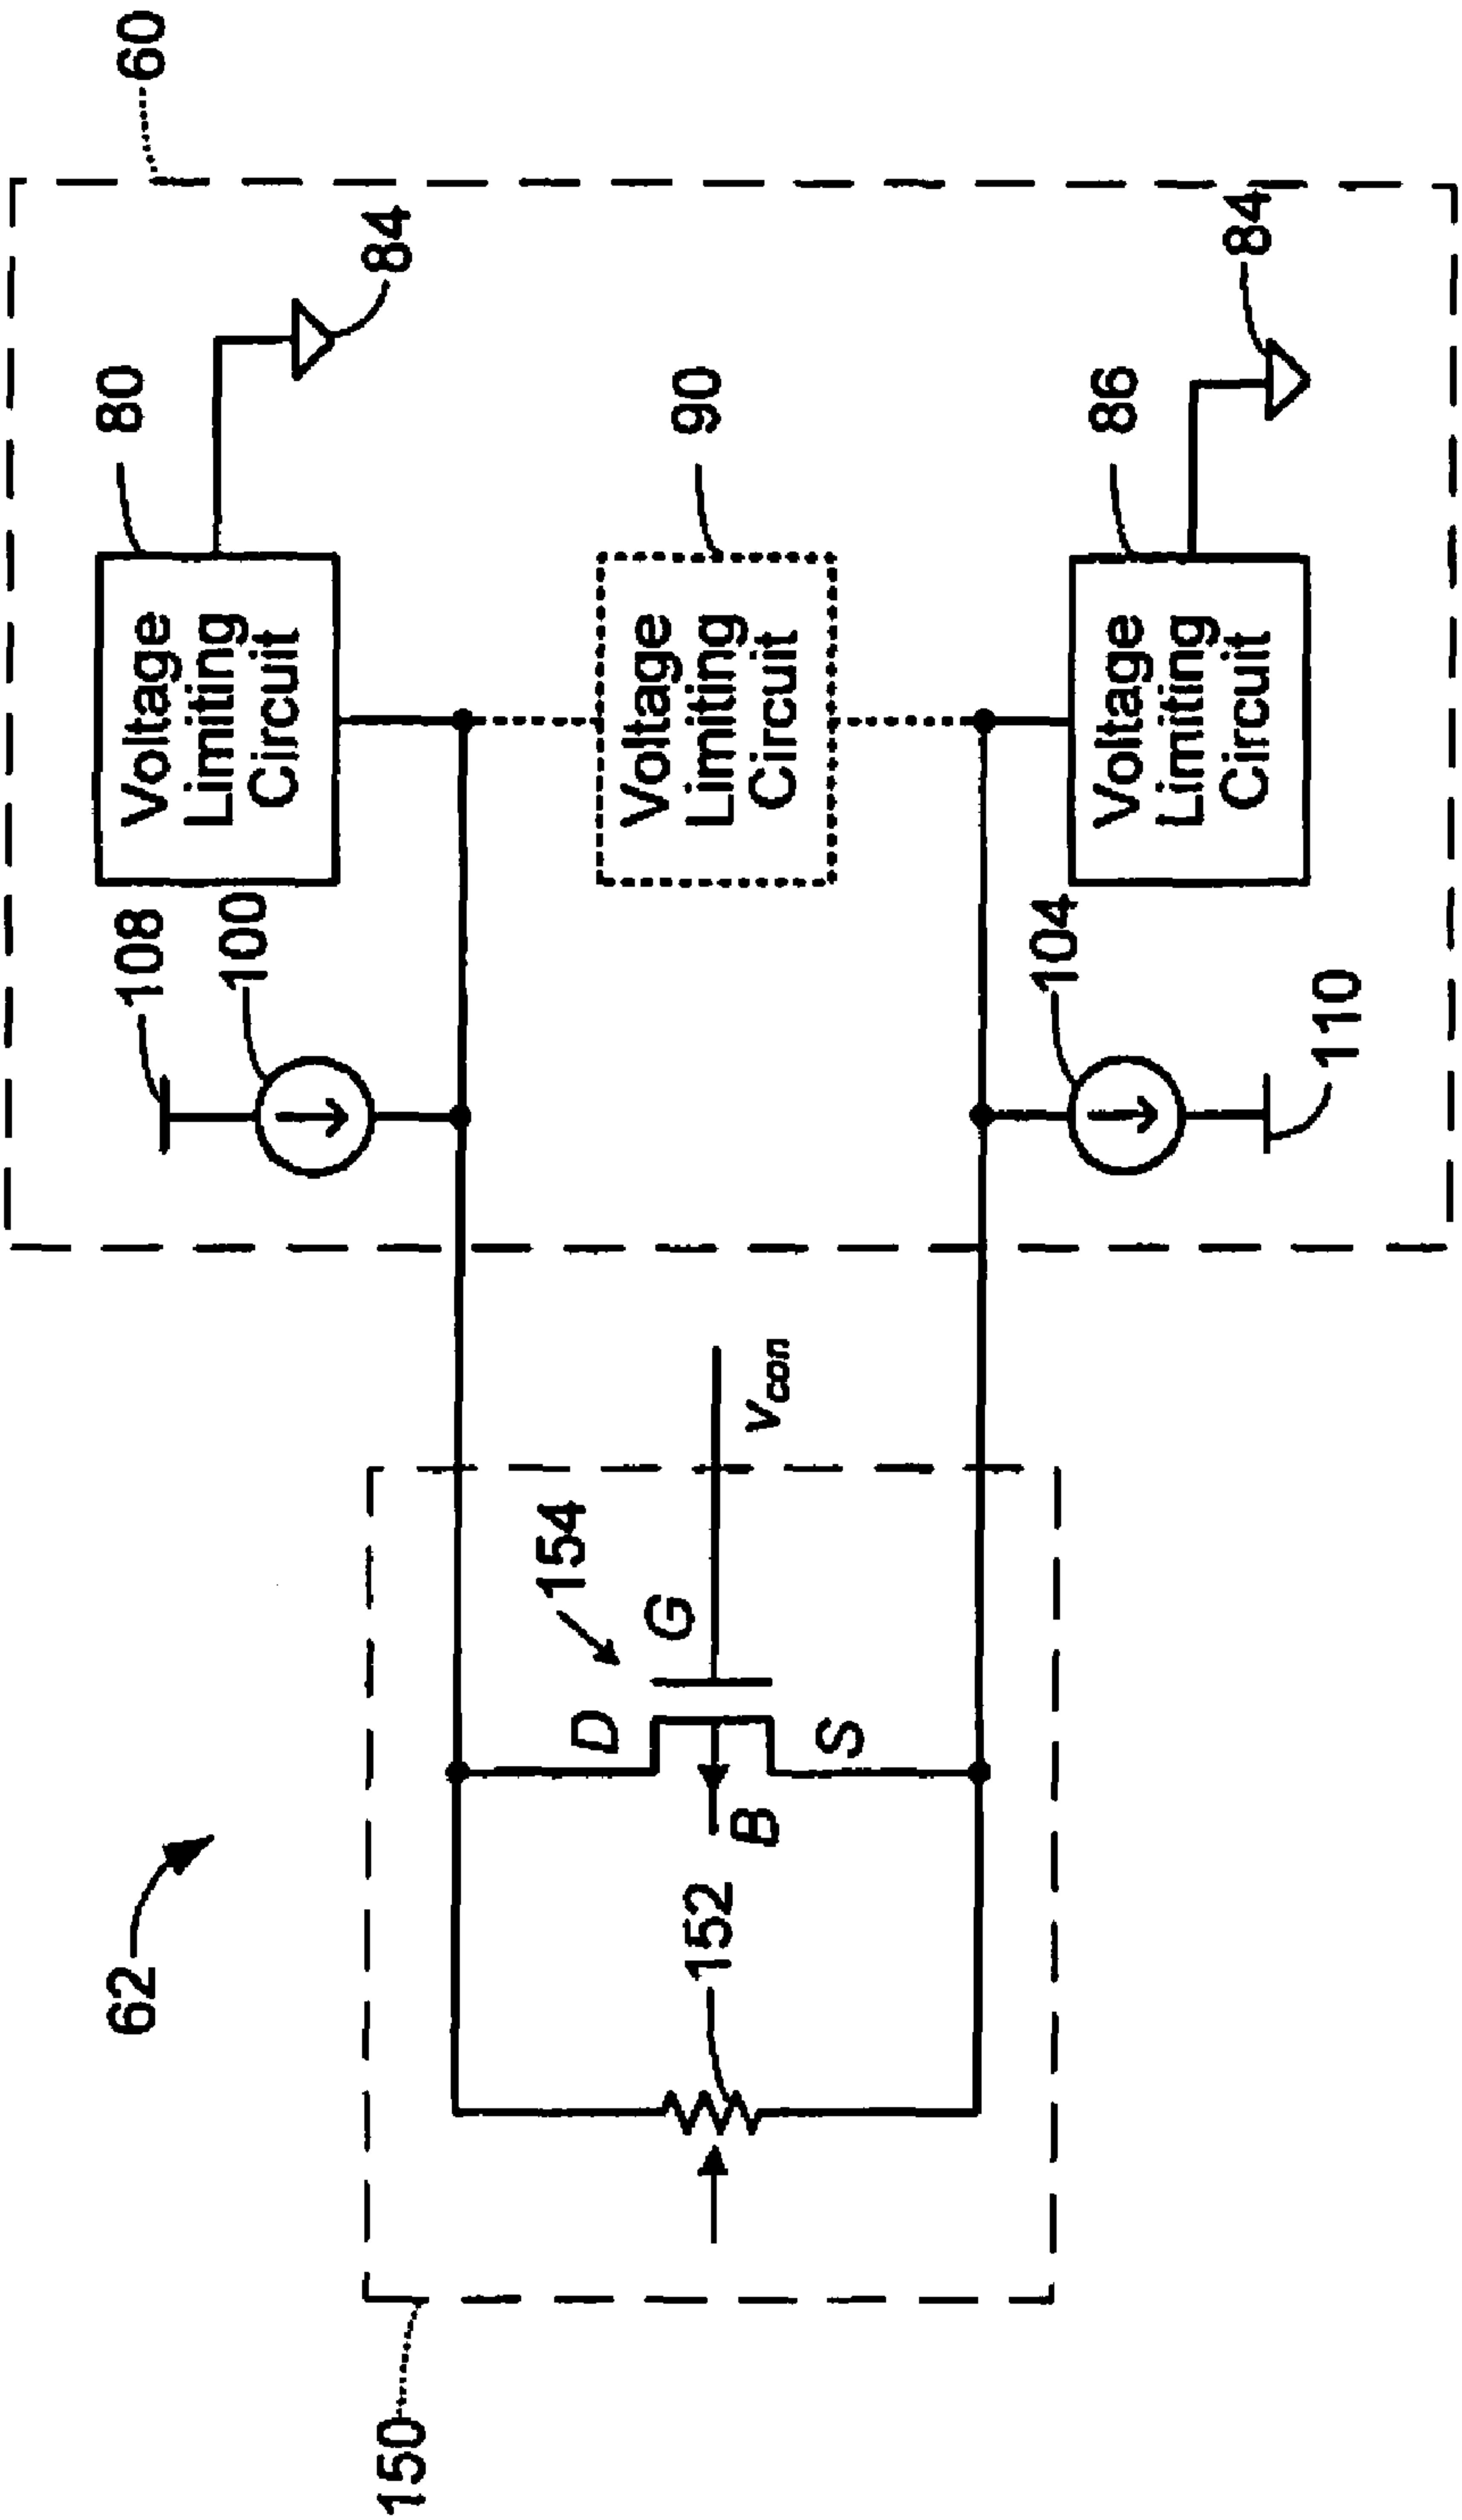 62
108
80
60
Voltage
Limiting
Circuit
100
84
150
154
D
G
152
B
Vcon
90
Voltage
Limiting
Circuit
S
104
86
Voltage
Limiting
Circuit
84
110